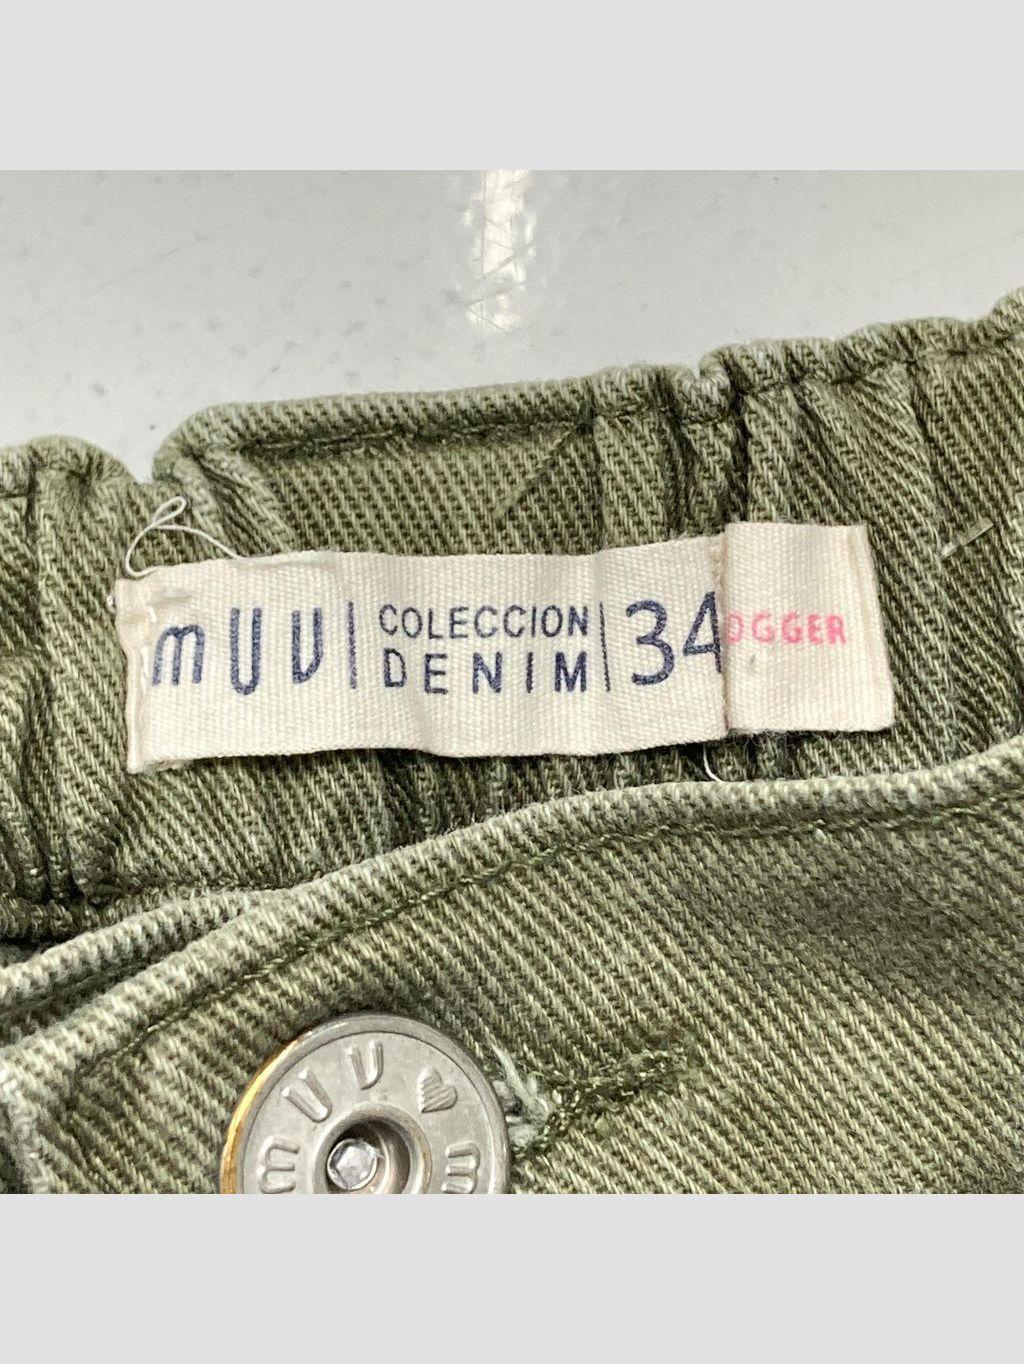 muv
COLECCION
DENIM
34
OGGER
muv
m